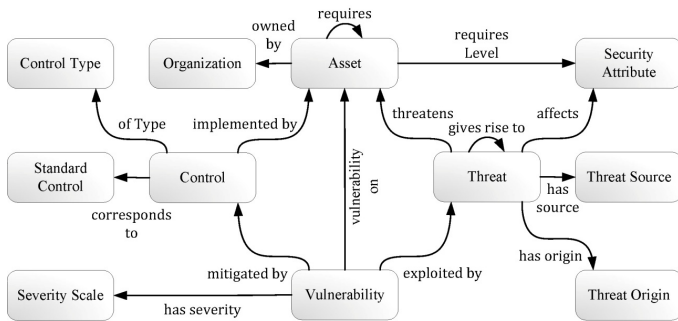 requires
owned
by
requires
Level
Control Type
Organization
Asset
Security
Attribute
of Type
implemented by
threatens
gives rise to
affects
Standard
Control
Control
vulnerability
on
Threat
Threat Source
corresponds
to
has
source
mitigated by
exploited by
has origin
Severity Scale
has severity
Vulnerability
Threat Origin